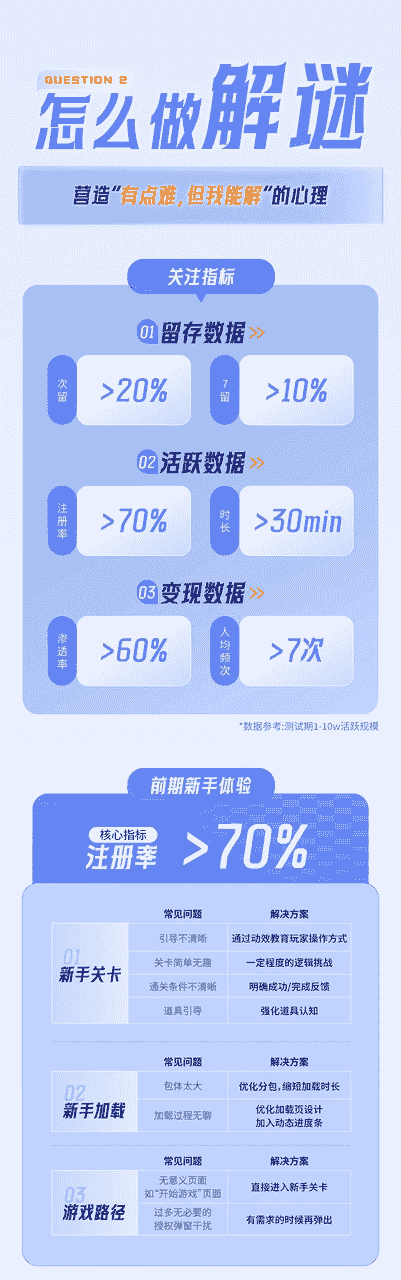 QUESTION 2
怎么做解谜
营造“有点难,但我能解”的心理
关注指标
01 留存数据
次留 >20% 7留 >10%
02 活跃数据
注册率 >70% 时长 >30min
03 变现数据
渗透率 >60% 人均频次 >7次
*数据参考:测试期1-10w活跃规模
前期新手体验
核心指标
注册率 >70%
常见问题 解决方案
01
新手关卡
引导不清晰 通过动效教育玩家操作方式
关卡简单无趣 一定程度的逻辑挑战
通关条件不清晰 明确成功/完成反馈
道具引导 强化道具认知
常见问题 解决方案
02
新手加载
包体太大 优化分包,缩短加载时长
加载过程无聊 优化加载页设计
加入动态进度条
常见问题 解决方案
03
游戏路径
无意义页面
如“开始游戏”页面 直接进入新手关卡
过多无必要的
授权弹窗干扰 有需求的时候再弹出